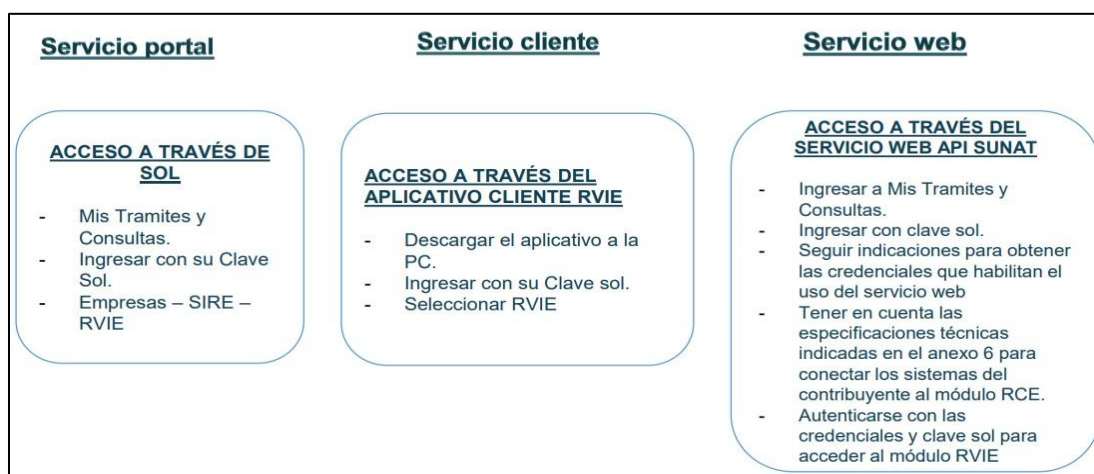 Servicio portal
ACCESO A TRAVÉS DE
SOL
- Mis Tramites y
Consultas.
- Ingresar con su Clave
Sol.
- Empresas – SIRE –
RVIE
Servicio cliente
ACCESO A TRAVÉS DEL
APLICATIVO CLIENTE RVIE
- Descargar el aplicativo a la
PC.
- Ingresar con su Clave sol.
- Seleccionar RVIE
Servicio web
ACCESO A TRAVÉS DEL
SERVICIO WEB API SUNAT
- Ingresar a Mis Tramites y
Consultas.
- Ingresar con clave sol.
- Seguir indicaciones para obtener
las credenciales que habilitan el
uso del servicio web
- Tener en cuenta las
especificaciones técnicas
indicadas en el anexo 6 para
conectar los sistemas del
contribuyente al módulo RCE.
- Autenticarse con las
credenciales y clave sol para
acceder al módulo RVIE